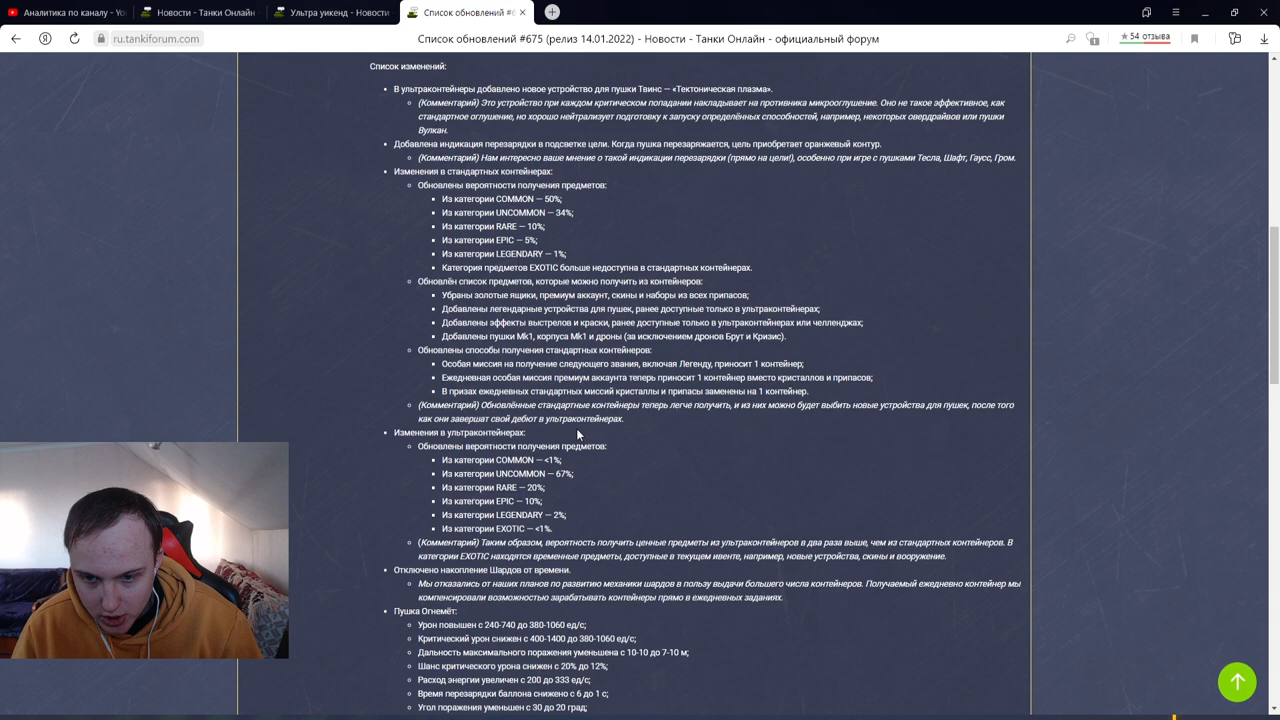 Аналитика по каналу - Yo
Новости - Танки Онлайн
Ультра уикенд - Новости
Список обновлений #6
ru.tankiforum.com
Список обновлений #675 (релиз 14.01.2022) - Новости - Танки Онлайн - официальный форум
★ 54 отзыва
Список изменений:
В ультраконтейнеры добавлено новое устройство для пушки Твинс — «Тектоническая плазма».
(Комментарий) Это устройство при каждом критическом попадании накладывает на противника микрооглушение. Оно не такое эффективное, как
стандартное оглушение, но хорошо нейтрализует подготовку к запуску определённых способностей, например, некоторых овердрайвов или пушки
Вулкан.
Добавлена индикация перезарядки в подсветке цели. Когда пушка перезаряжается, цель приобретает оранжевый контур.
(Комментарий) Нам интересно ваше мнение о такой индикации перезарядки (прямо на цели!), особенно при игре с пушками Тесла, Шафт, Гаусс, Гром.
Изменения в стандартных контейнерах:
Обновлены вероятности получения предметов:
Из категории COMMON — 50%;
Из категории UNCOMMON — 34%;
Из категории RARE — 10%;
Из категории EPIC — 5%;
Из категории LEGENDARY — 1%;
Категория предметов EXOTIC больше недоступна в стандартных контейнерах.
Обновлён список предметов, которые можно получить из контейнеров:
Убраны золотые ящики, премиум аккаунт, скины и наборы из всех припасов;
Добавлены легендарные устройства для пушек, ранее доступные только в ультраконтейнерах;
Добавлены эффекты выстрелов и краски, ранее доступные только в ультраконтейнерах или челленджах;
Добавлены пушки Mk1, корпуса Mk1 и дроны (за исключением дронов Брут и Кризис).
Обновлены способы получения стандартных контейнеров:
Особая миссия на получение следующего звания, включая Легенду, приносит 1 контейнер;
Ежедневная особая миссия премиум аккаунта теперь приносит 1 контейнер вместо кристаллов и припасов;
В призах ежедневных стандартных миссий кристаллы и припасы заменены на 1 контейнер.
(Комментарий) Обновлённые стандартные контейнеры теперь легче получить, и из них можно будет выбить новые устройства для пушек, после того
как они завершат свой дебют в ультраконтейнерах.
Изменения в ультраконтейнерах:
Обновлены вероятности получения предметов:
Из категории COMMON — <1%;
Из категории UNCOMMON — 67%;
Из категории RARE — 20%;
Из категории EPIC — 10%;
Из категории LEGENDARY — 2%;
Из категории EXOTIC — <1%.
(Комментарий) Таким образом, вероятность получить ценные предметы из ультраконтейнеров в два раза выше, чем из стандартных контейнеров. В
категории EXOTIC находятся временные предметы, доступные в текущем ивенте, например, новые устройства, скины и вооружение.
Отключено накопление Шардов от времени.
Мы отказались от наших планов по развитию механики шардов в пользу выдачи большего числа контейнеров. Получаемый ежедневно контейнер мы
компенсировали возможностью зарабатывать контейнеры прямо в ежедневных заданиях.
Пушка Огнемёт:
Урон повышен с 240-740 до 380-1060 ед/с;
Критический урон снижен с 400-1400 до 380-1060 ед/с;
Дальность максимального поражения уменьшена с 10-10 до 7-10 м;
Шанс критического урона снижен с 20% до 12%;
Расход энергии увеличен с 200 до 333 ед/с;
Время перезарядки баллона снижено с 6 до 1 с;
Угол поражения уменьшен с 30 до 20 град;